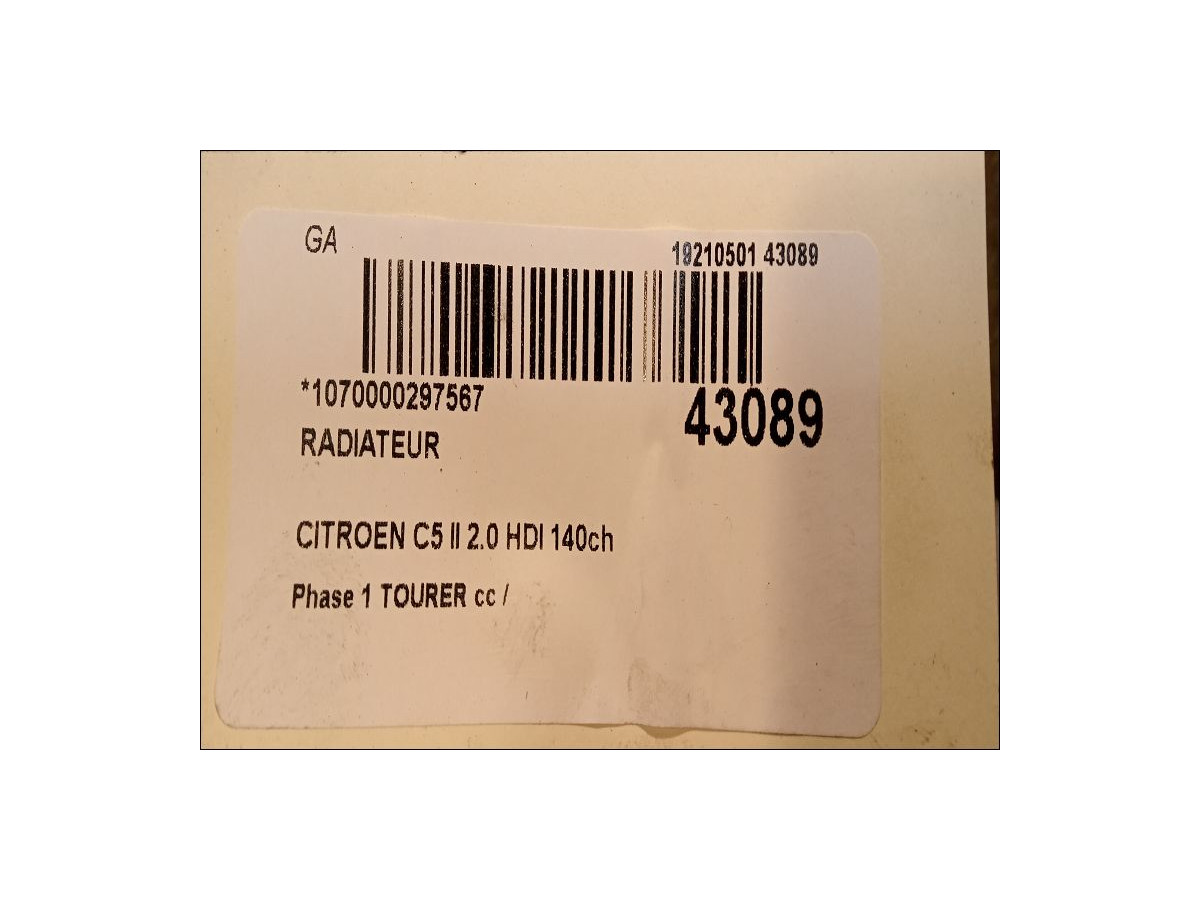 GA
19210501 43089
*1070000297567
43089
RADIATEUR
CITROEN C5 II 2.0 HDI 140ch
Phase 1 TOURER cc /